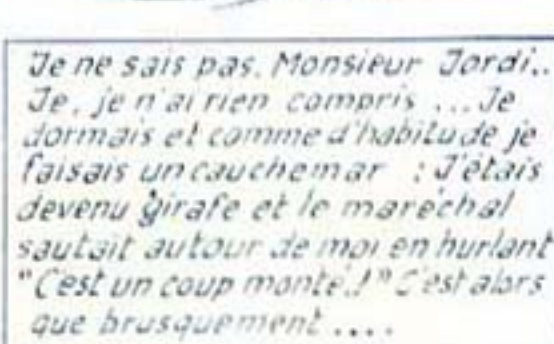 Je ne sais pas. Monsieur Jordi..
Je, je n'ai rien compris ... Je
dormais et comme d'habitude je
faisais un cauchemar : J'étais
devenu girafe et le maréchal
sautait autour de moi en hurlant
"C'est un coup monté.!" C'est alors
que brusquement ....